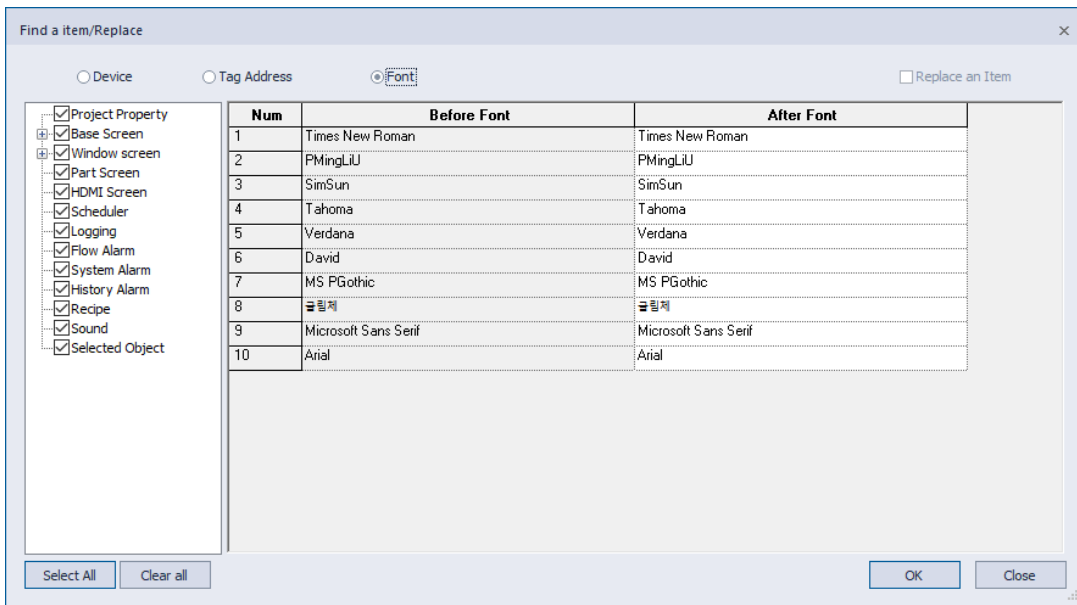 Find a item/Replace
Device Tag Address Font Replace an Item
Project Property
Base Screen
Window screen
Part Screen
HDMI Screen
Scheduler
Logging
Flow Alarm
System Alarm
History Alarm
Recipe
Sound
Selected Object
Num Before Font After Font
1 Times New Roman Times New Roman
2 PMingLiU PMingLiU
3 SimSun SimSun
4 Tahoma Tahoma
5 Verdana Verdana
6 David David
7 MS PGothic MS PGothic
8 굴림체 굴림체
9 Microsoft Sans Serif Microsoft Sans Serif
10 Arial Arial
Select All Clear all OK Close